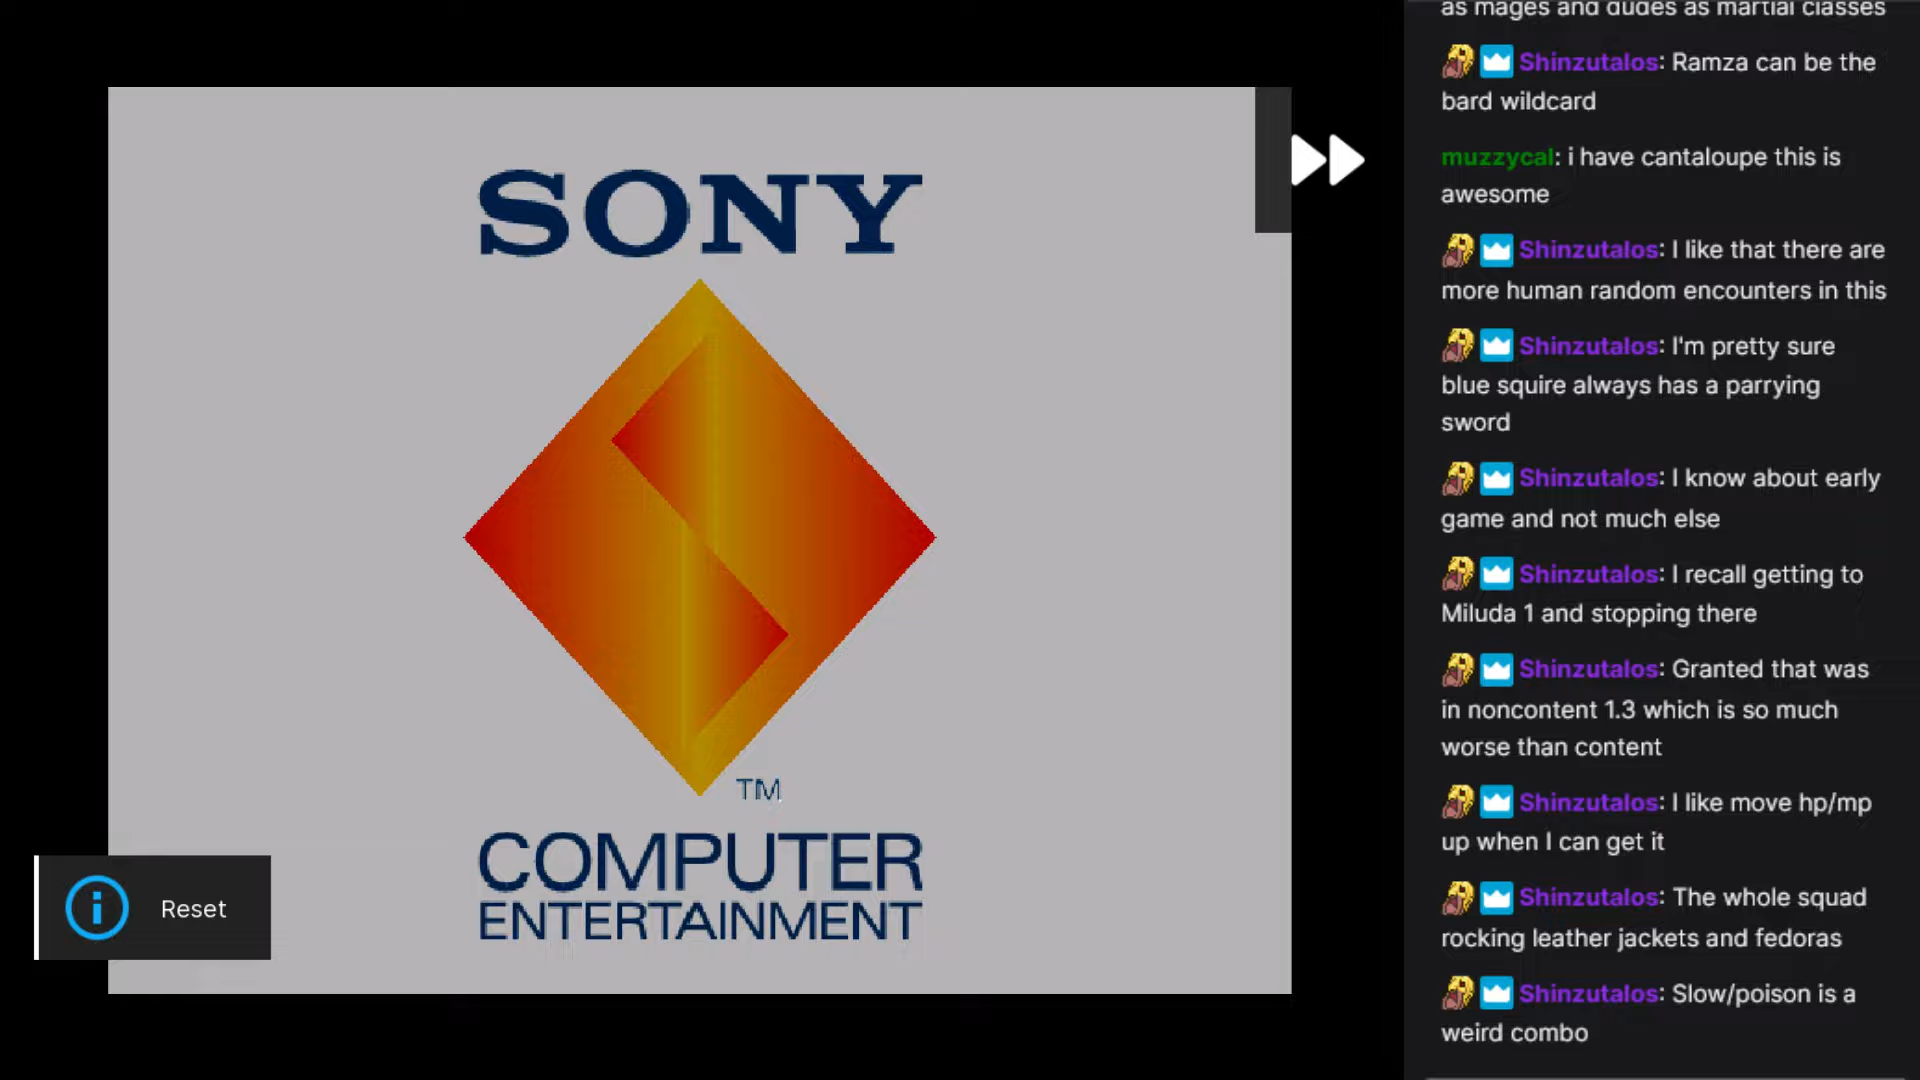 SONY
TM
COMPUTER
ENTERTAINMENT
Reset
as mages and dudes as martial classes
Shinzutalos: Ramza can be the
bard wildcard
muzzycal: i have cantaloupe this is
awesome
Shinzutalos: I like that there are
more human random encounters in this
Shinzutalos: I'm pretty sure
blue squire always has a parrying
sword
Shinzutalos: I know about early
game and not much else
Shinzutalos: I recall getting to
Miluda 1 and stopping there
Shinzutalos: Granted that was
in noncontent 1.3 which is so much
worse than content
Shinzutalos: I like move hp/mp
up when I can get it
Shinzutalos: The whole squad
rocking leather jackets and fedoras
Shinzutalos: Slow/poison is a
weird combo